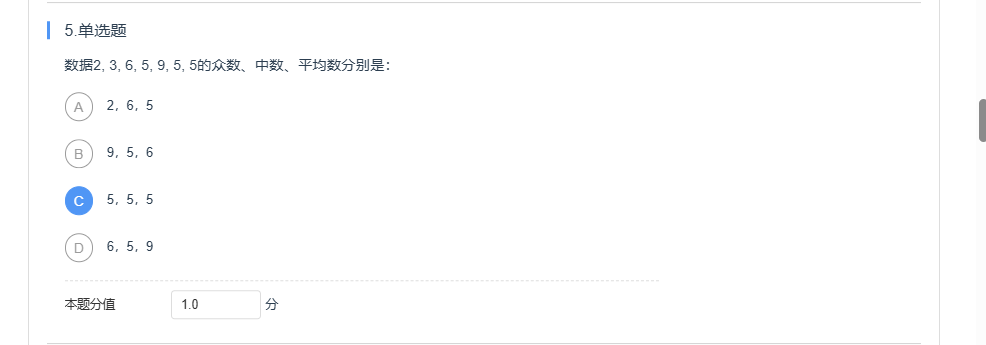 5.单选题
数据2, 3, 6, 5, 9, 5, 5的众数、中数、平均数分别是：
A 2，6，5
B 9，5，6
C 5，5，5
D 6，5，9
本题分值 1.0 分